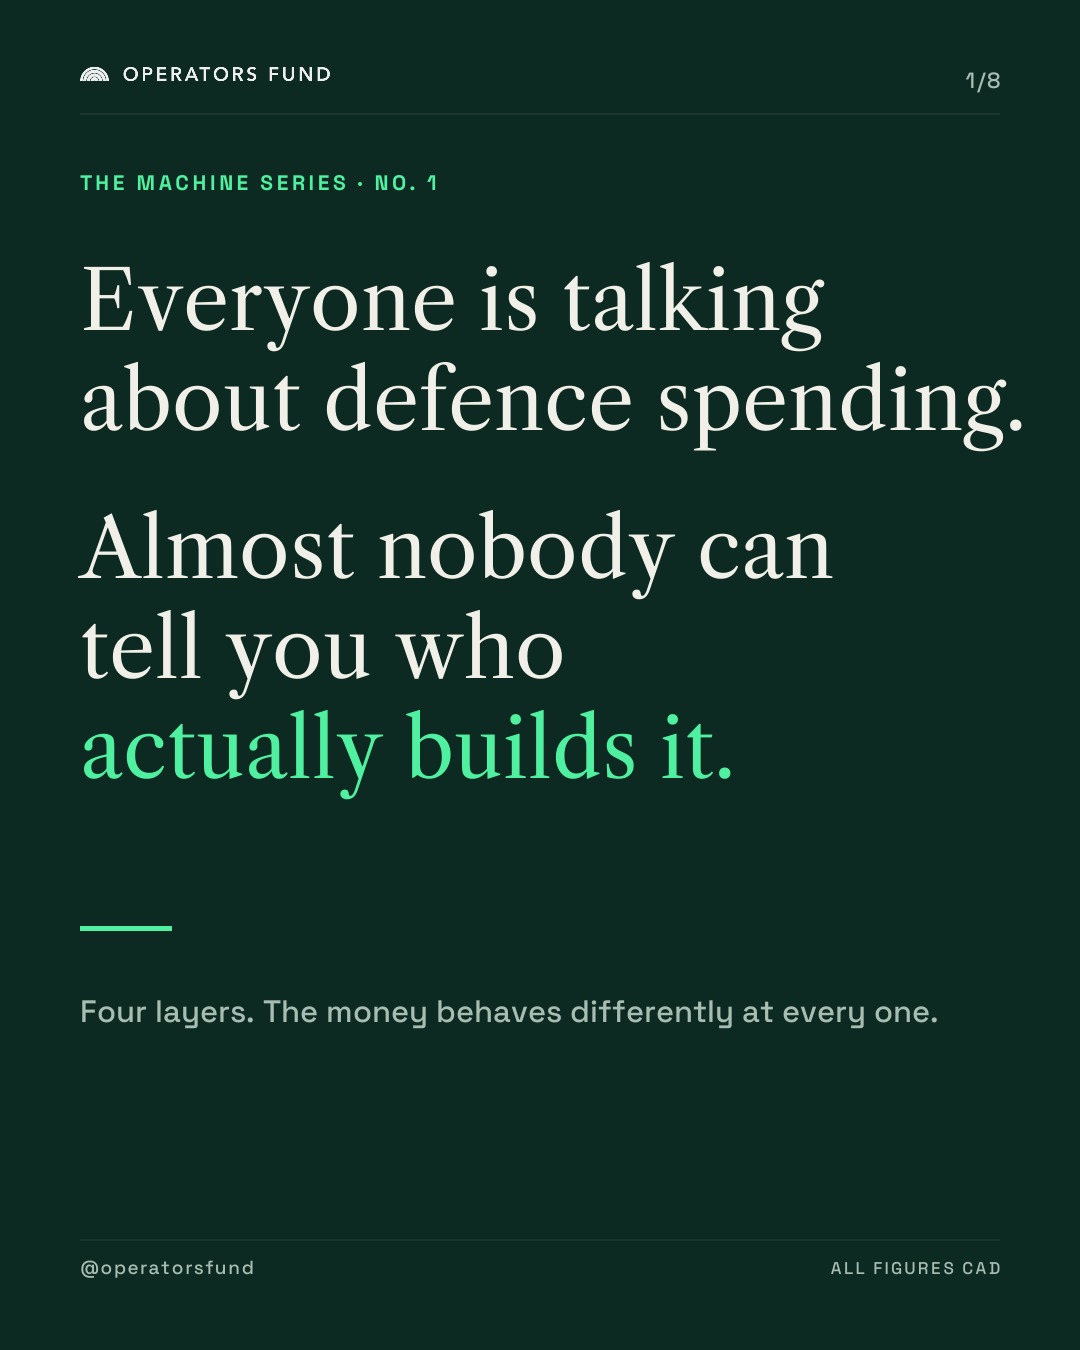 OPERATORS FUND
1/8
THE MACHINE SERIES · NO. 1
Everyone is talking
about defence spending.
Almost nobody can
tell you who
actually builds it.
Four layers. The money behaves differently at every one.
@operatorsfund
ALL FIGURES CAD